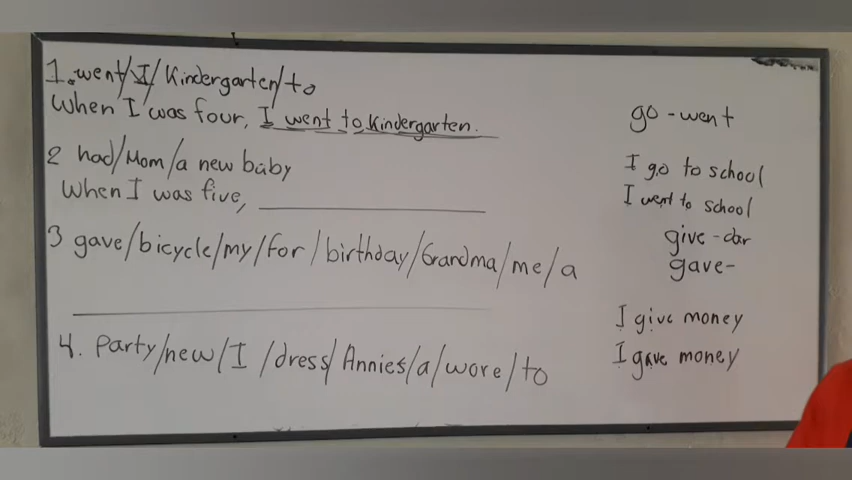 1. went/I/Kindergarten/to
When I was four, I went to Kindergarten.
2 had/Mom/a new baby
When I was five,
3 gave/bicycle/my/for/birthday/Grandma/me/a
4. Party/new/I/dress/Annies/a/wore/to
go - went
I go to school
I went to school
give - dar
gave -
I give money
I gave money